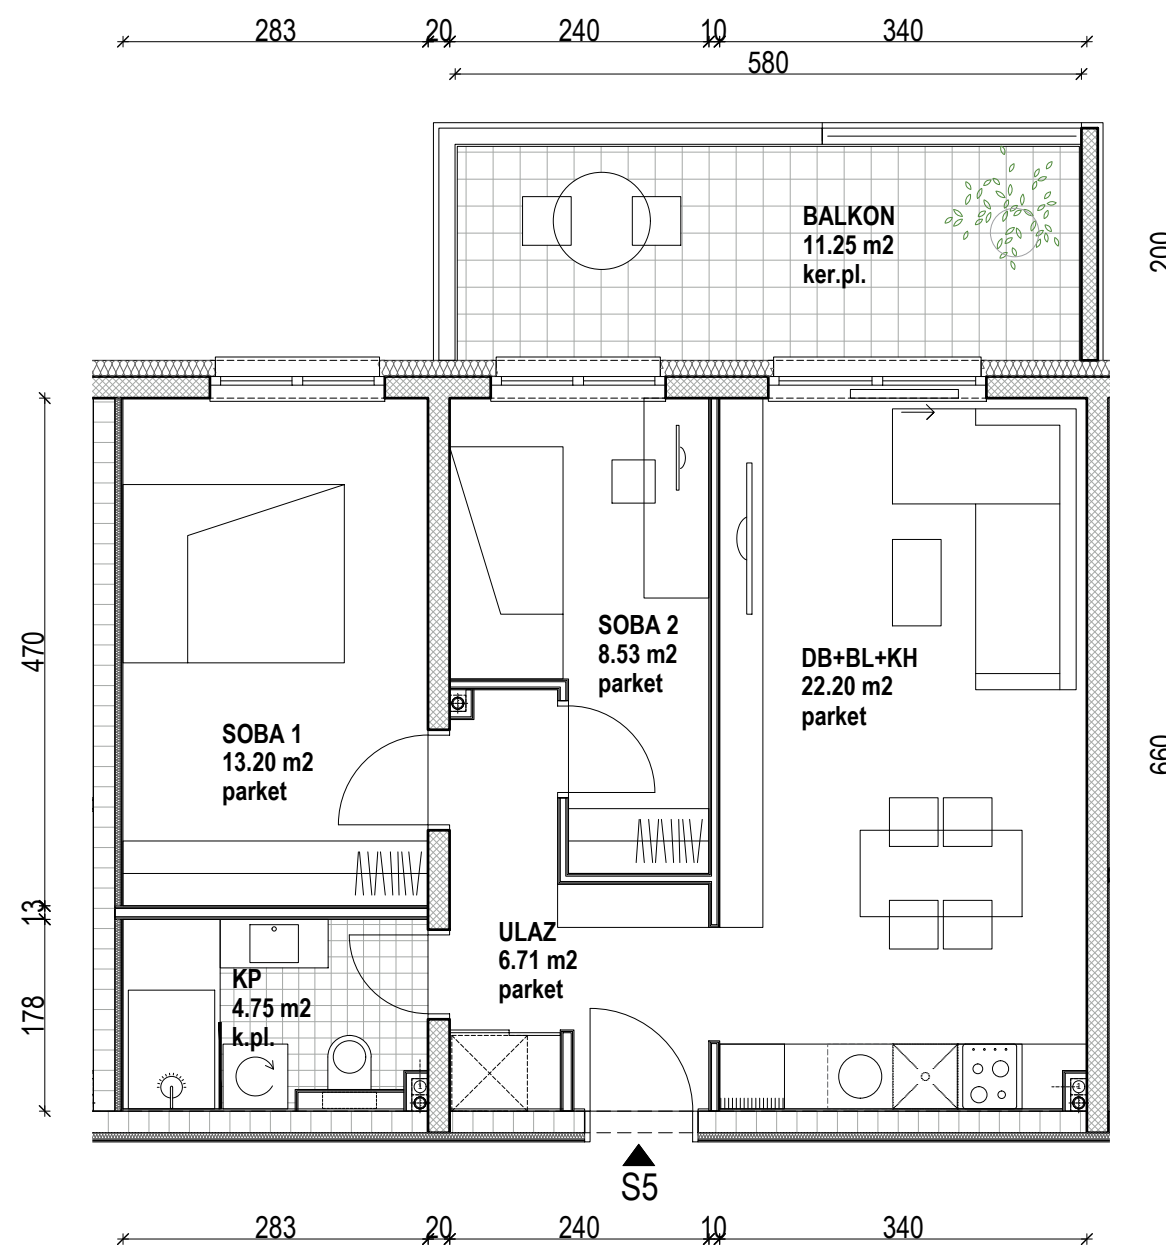 283 20 240 10 340
580
BALKON
11.25 m2
ker.pl.
200
470
SOBA 2
8.53 m2
parket
DB+BL+KH
22.20 m2
parket
SOBA 1
13.20 m2
parket
660
13
ULAZ
6.71 m2
parket
KP
4.75 m2
k.pl.
178
S5
283 20 240 10 340